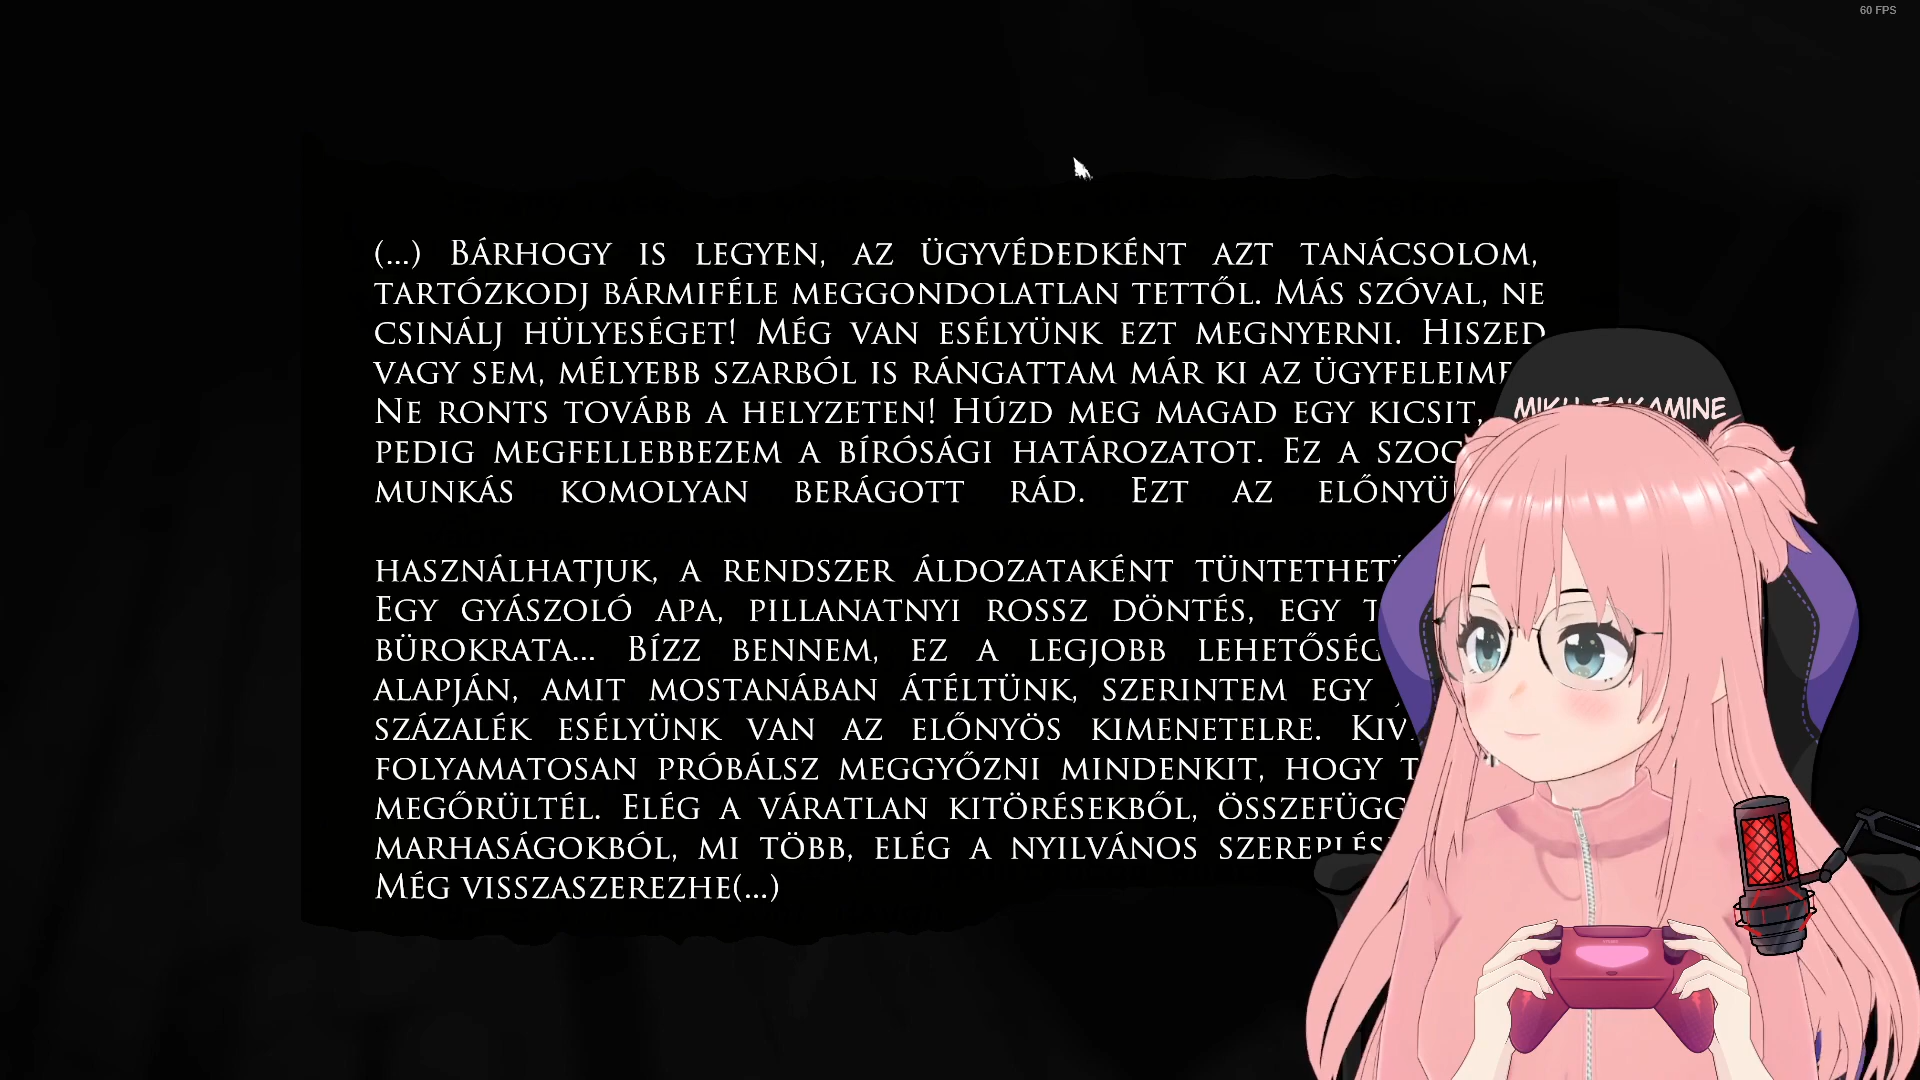 60 FPS
(...) Bárhogy is legyen, az ügyvédedként azt tanácsolom,
tartózkodj bármiféle meggondolatlan tettől. Más szóval, ne
csinálj hülyeséget! Még van esélyünk ezt megnyerni. Hiszed
vagy sem, mélyebb szarból is rángattam már ki az
Ne ronts tovább a helyzeten! Húzd meg magad egy kicsit,
pedig megfellebbezem a bírósági határozatot. Ez a
munkás komolyan berágott rád. Ezt az
használhatjuk, a rendszer áldozataként
Egy gyászoló apa, pillanatnyi rossz döntés, egy
bürokrata... Bízz bennem, ez a legjobb
alapján, amit mostanában átéltünk, szerintem egy
százalék esélyünk van az előnyös kimenetelre.
folyamatosan próbálsz meggyőzni mindenkit, hogy
megőrültél. Elég a váratlan kitörésekből,
marhaságokból, mi több, elég a nyilvános
Még visszaszerezhe(...)
MIKU TAKAMINE